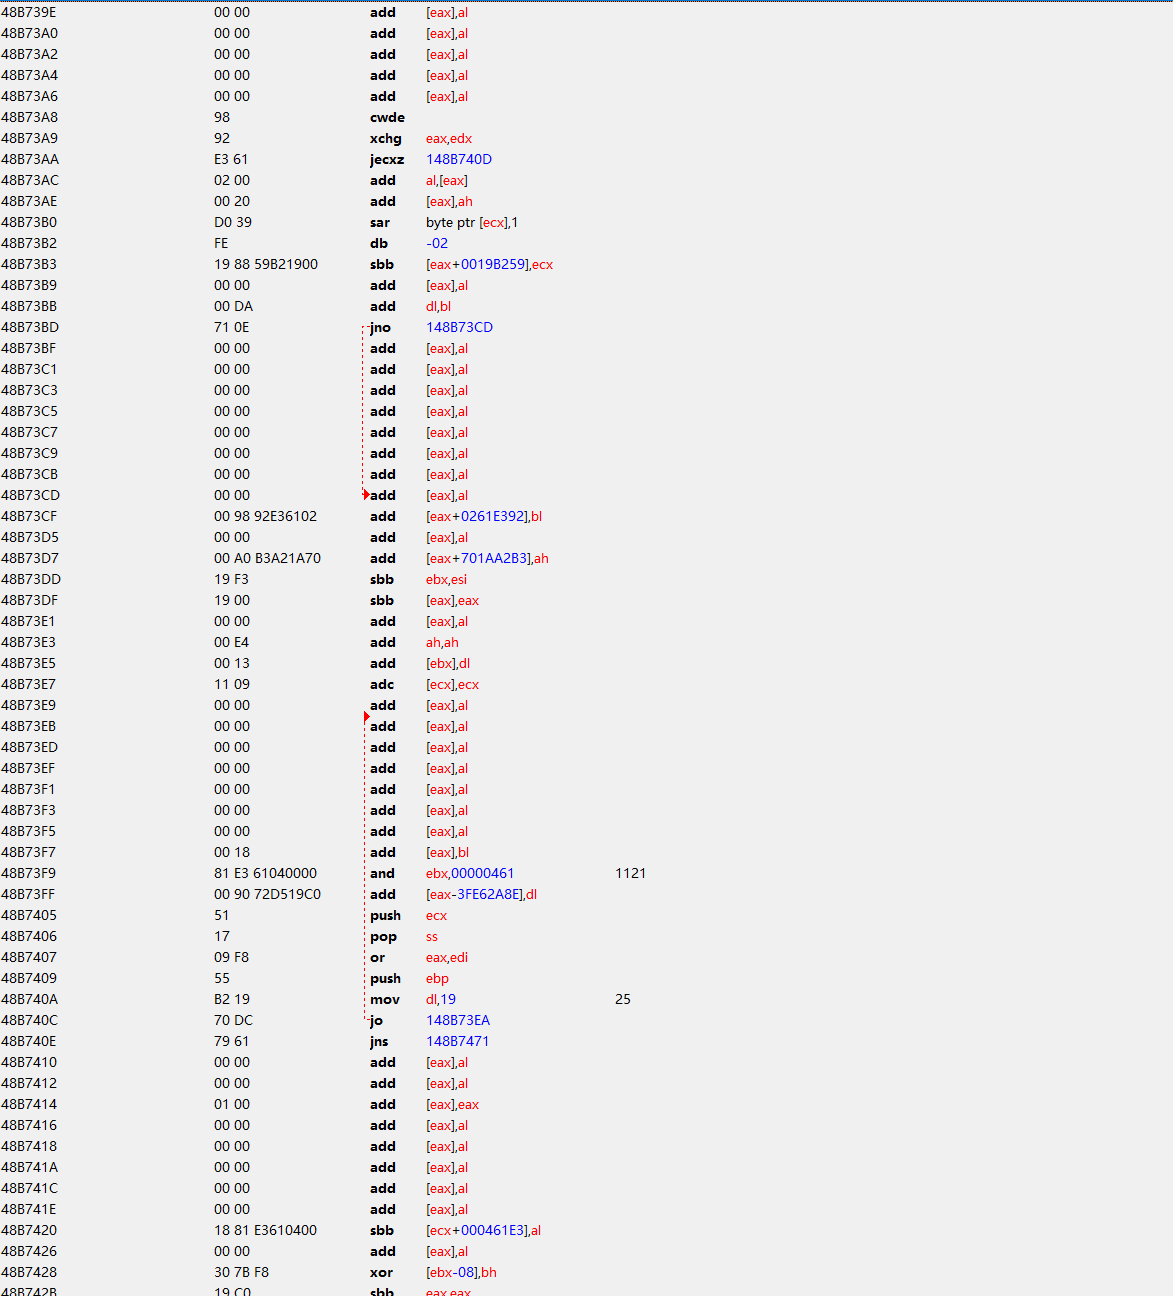 48B739E 00 00 add [eax],al
48B73A0 00 00 add [eax],al
48B73A2 00 00 add [eax],al
48B73A4 00 00 add [eax],al
48B73A6 00 00 add [eax],al
48B73A8 98 cwde
48B73A9 92 xchg eax,edx
48B73AA E3 61 jecxz 148B740D
48B73AC 02 00 add al,[eax]
48B73AE 00 20 add [eax],ah
48B73B0 D0 39 sar byte ptr [ecx],1
48B73B2 FE db -02
48B73B3 19 88 59B21900 sbb [eax+0019B259],ecx
48B73B9 00 00 add [eax],al
48B73BB 00 DA add dl,bl
48B73BD 71 0E jno 148B73CD
48B73BF 00 00 add [eax],al
48B73C1 00 00 add [eax],al
48B73C3 00 00 add [eax],al
48B73C5 00 00 add [eax],al
48B73C7 00 00 add [eax],al
48B73C9 00 00 add [eax],al
48B73CB 00 00 add [eax],al
48B73CD 00 00 add [eax],al
48B73CF 00 98 92E36102 add [eax+0261E392],bl
48B73D5 00 00 add [eax],al
48B73D7 00 A0 B3A21A70 add [eax+701AA2B3],ah
48B73DD 19 F3 sbb ebx,esi
48B73DF 19 00 sbb [eax],eax
48B73E1 00 00 add [eax],al
48B73E3 00 E4 add ah,ah
48B73E5 00 13 add [ebx],dl
48B73E7 11 09 adc [ecx],ecx
48B73E9 00 00 add [eax],al
48B73EB 00 00 add [eax],al
48B73ED 00 00 add [eax],al
48B73EF 00 00 add [eax],al
48B73F1 00 00 add [eax],al
48B73F3 00 00 add [eax],al
48B73F5 00 00 add [eax],al
48B73F7 00 18 add [eax],bl
48B73F9 81 E3 61040000 and ebx,00000461 1121
48B73FF 00 90 72D519C0 add [eax-3FE62A8E],dl
48B7405 51 push ecx
48B7406 17 pop ss
48B7407 09 F8 or eax,edi
48B7409 55 push ebp
48B740A B2 19 mov dl,19 25
48B740C 70 DC jo 148B73EA
48B740E 79 61 jns 148B7471
48B7410 00 00 add [eax],al
48B7412 00 00 add [eax],al
48B7414 01 00 add [eax],eax
48B7416 00 00 add [eax],al
48B7418 00 00 add [eax],al
48B741A 00 00 add [eax],al
48B741C 00 00 add [eax],al
48B741E 00 00 add [eax],al
48B7420 18 81 E3610400 sbb [ecx+000461E3],al
48B7426 00 00 add [eax],al
48B7428 30 7B F8 xor [ebx-08],bh
48B742B 19 C0 sbb eax,eax